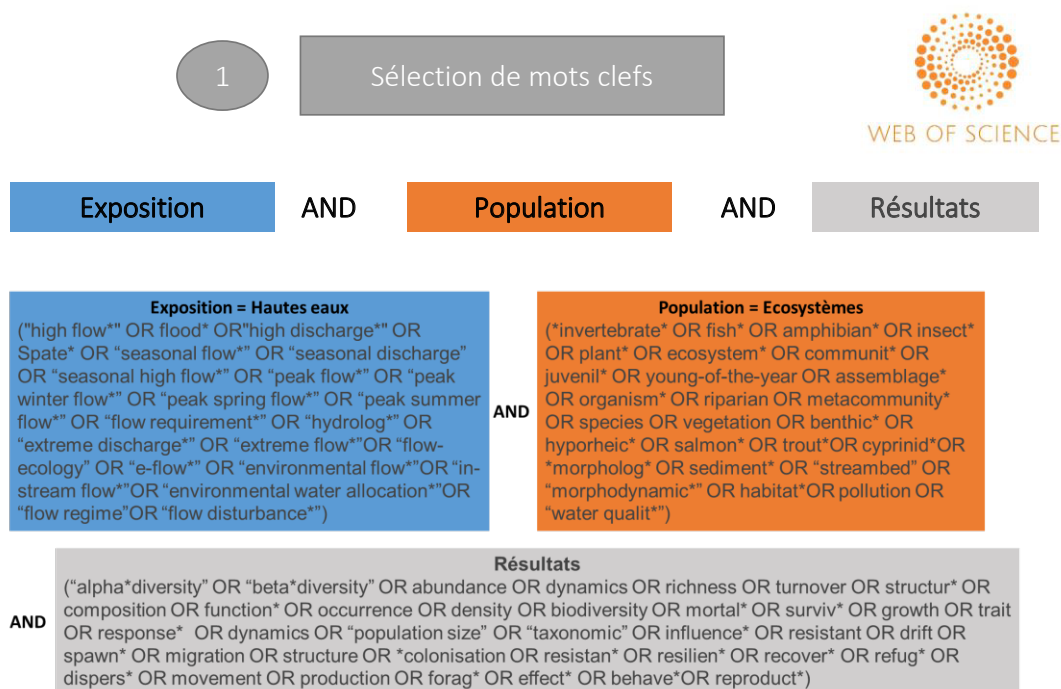 1
Sélection de mots clefs
WEB OF SCIENCE
Exposition AND Population AND Résultats
Exposition = Hautes eaux
("high flow*" OR flood* OR"high discharge*" OR
Spate* OR “seasonal flow*” OR “seasonal discharge”
OR “seasonal high flow*” OR “peak flow*” OR “peak
winter flow*” OR “peak spring flow*” OR “peak summer
flow*” OR “flow requirement*” OR “hydrolog*” OR
“extreme discharge*” OR “extreme flow*”OR “flow-
ecology” OR “e-flow*” OR “environmental flow*”OR “in-
stream flow*”OR “environmental water allocation*”OR
“flow regime”OR “flow disturbance*”)
AND
Population = Ecosystèmes
(*invertebrate* OR fish* OR amphibian* OR insect*
OR plant* OR ecosystem* OR communit* OR
juvenil* OR young-of-the-year OR assemblage*
OR organism* OR riparian OR metacommunity*
OR species OR vegetation OR benthic* OR
hyporheic* OR salmon* OR trout*OR cyprinid*OR
*morpholog* OR sediment* OR “streambed” OR
“morphodynamic*” OR habitat*OR pollution OR
“water qualit*”)
AND
Résultats
(“alpha*diversity” OR “beta*diversity” OR abundance OR dynamics OR richness OR turnover OR structur* OR
composition OR function* OR occurrence OR density OR biodiversity OR mortal* OR surviv* OR growth OR trait
OR response* OR dynamics OR “population size” OR “taxonomic” OR influence* OR resistant OR drift OR
spawn* OR migration OR structure OR *colonisation OR resistan* OR resilien* OR recover* OR refug* OR
dispers* OR movement OR production OR forag* OR effect* OR behave*OR reproduct*)